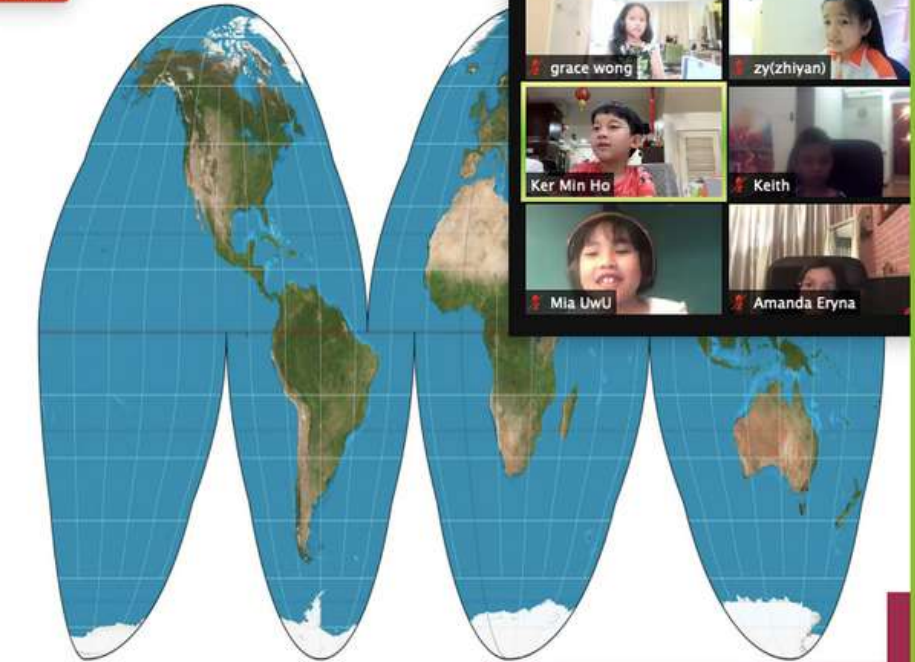 grace wong
zy(zhiyan)
Ker Min Ho
Keith
Mia UwU
Amanda Eryna